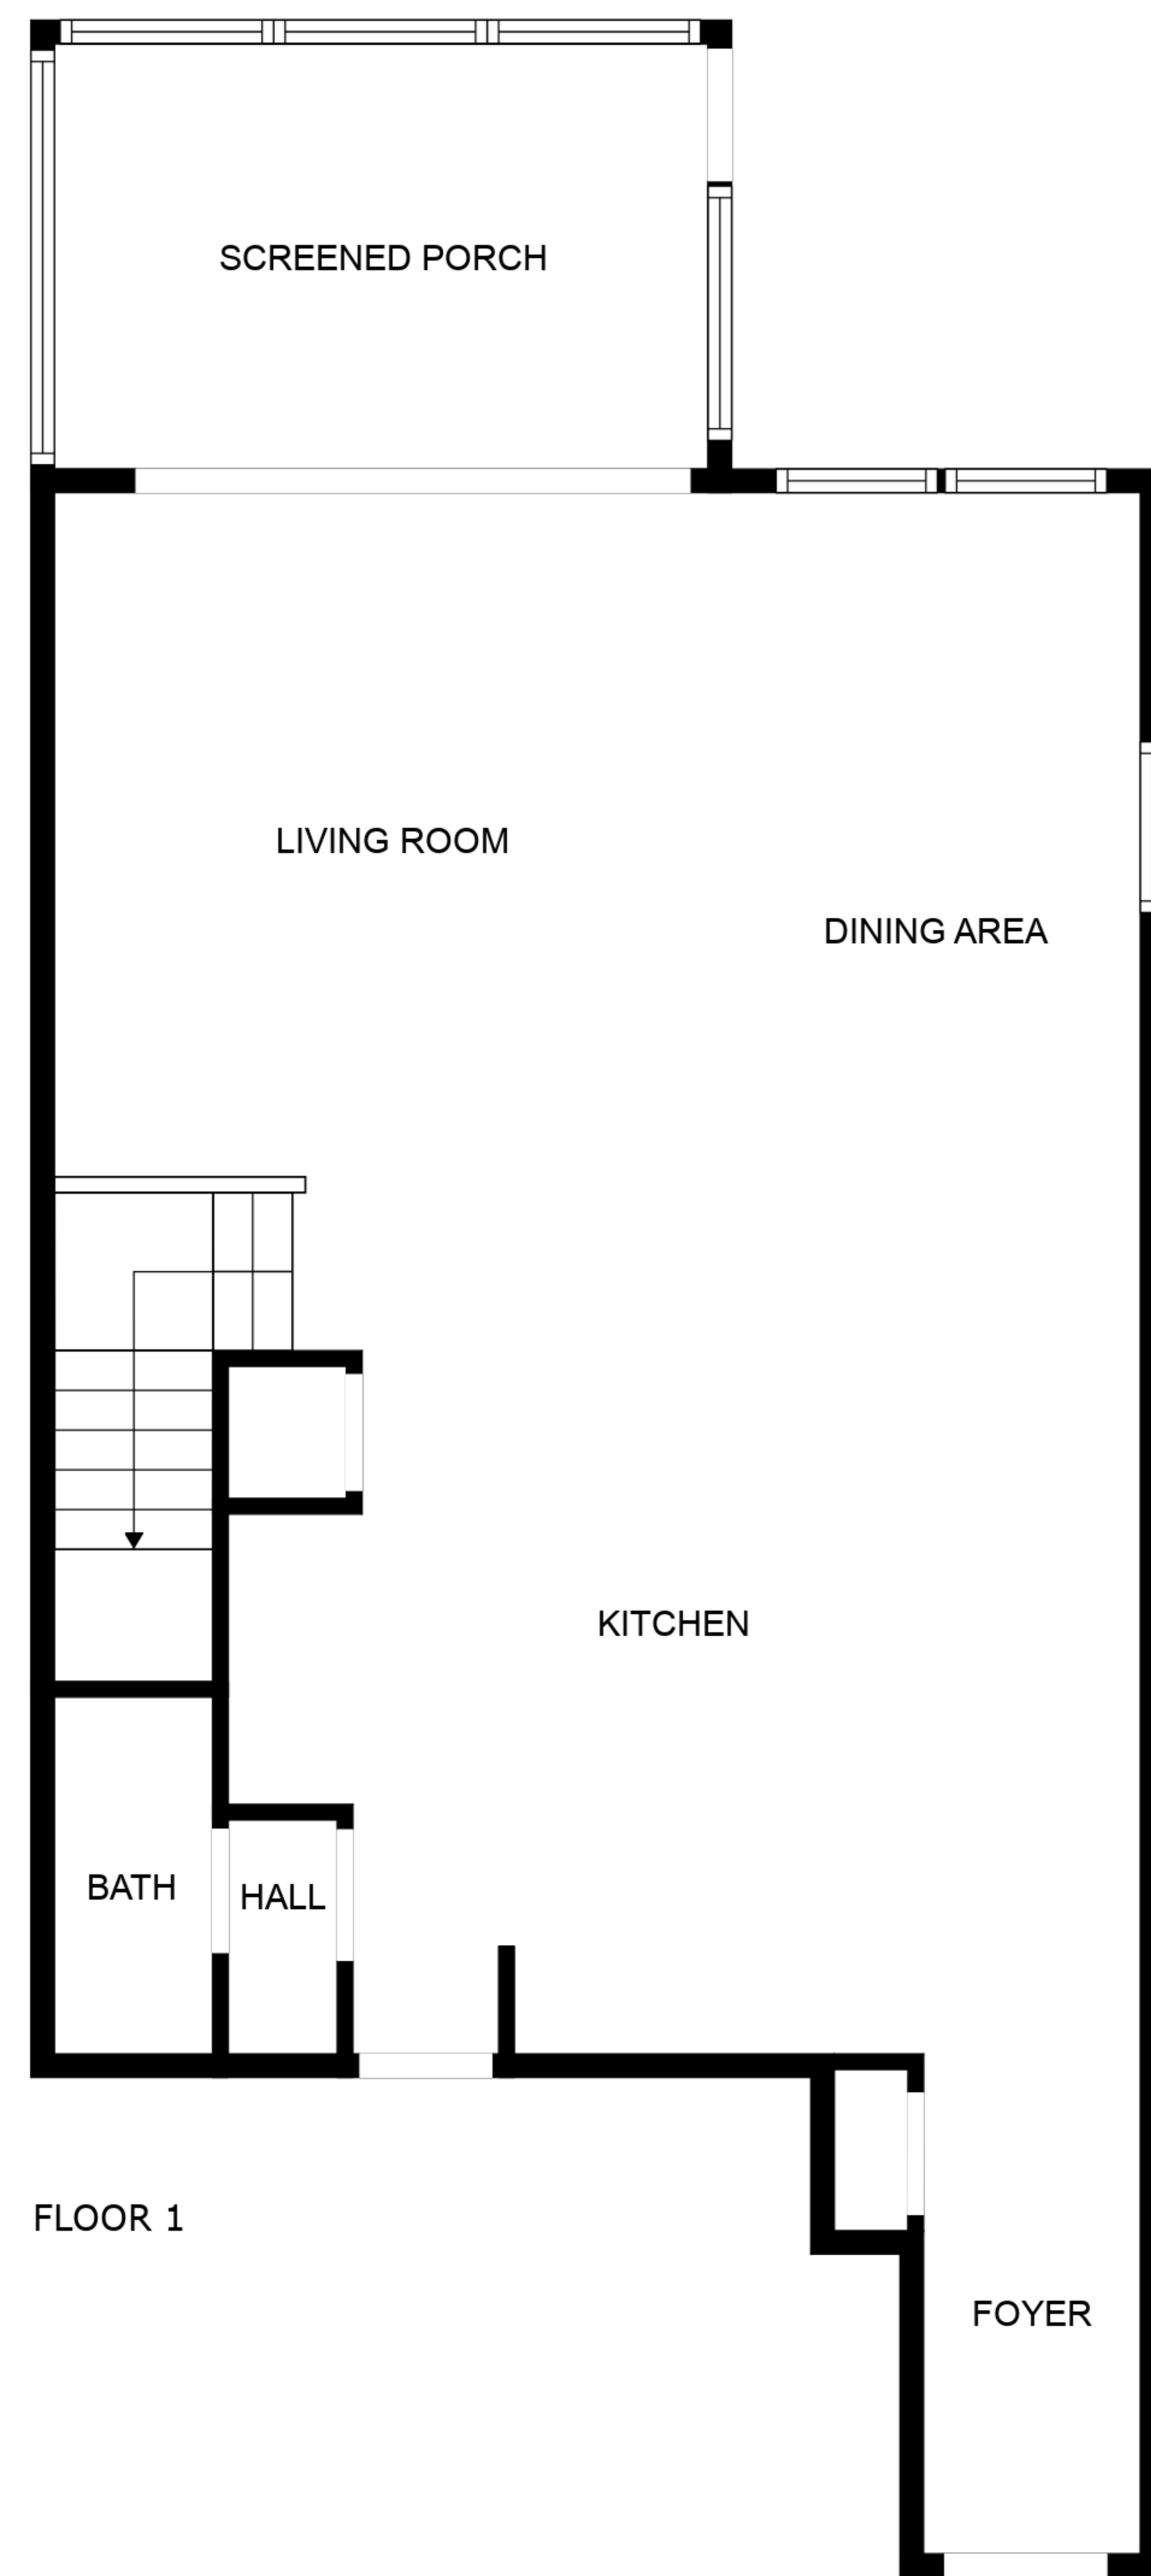 SCREENED PORCH
LIVING ROOM
DINING AREA
KITCHEN
BATH
HALL
FLOOR 1
FOYER